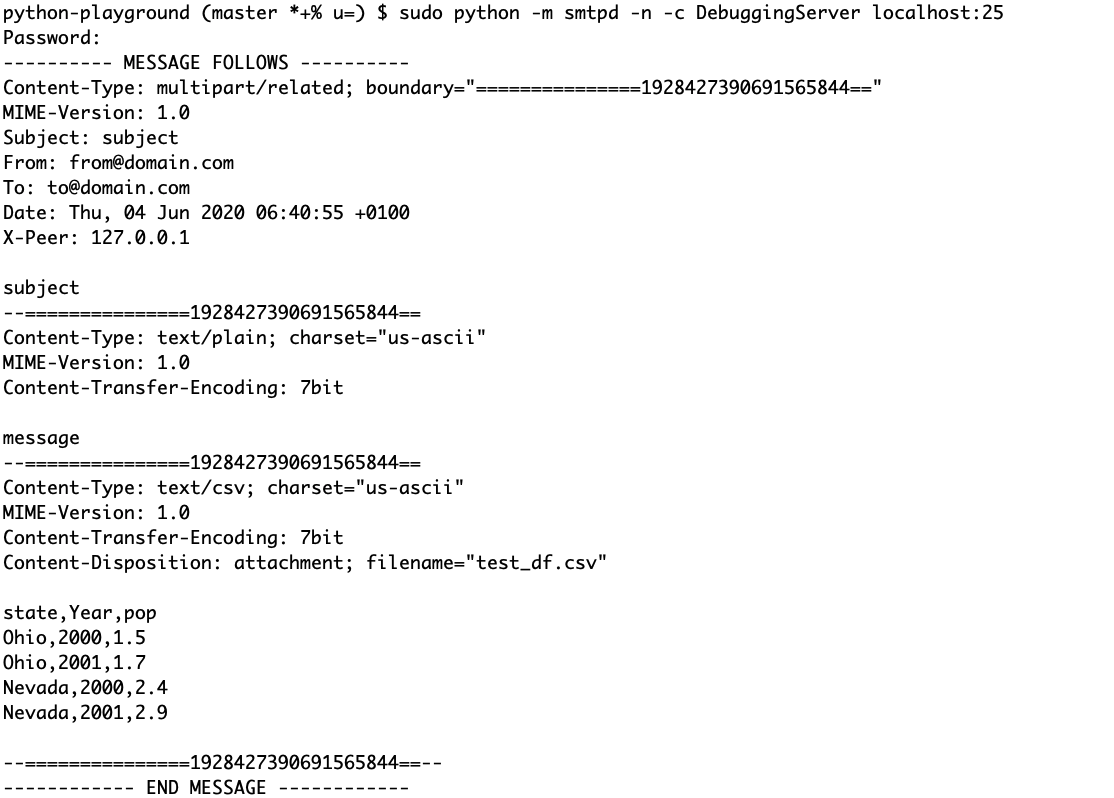 python-playground (master *+% u=) $ sudo python -m smtpd -n -c DebuggingServer localhost:25
Password:
---------- MESSAGE FOLLOWS ----------
Content-Type: multipart/related; boundary="===============1928427390691565844=="
MIME-Version: 1.0
Subject: subject
From: from@domain.com
To: to@domain.com
Date: Thu, 04 Jun 2020 06:40:55 +0100
X-Peer: 127.0.0.1

subject
--===============1928427390691565844==
Content-Type: text/plain; charset="us-ascii"
MIME-Version: 1.0
Content-Transfer-Encoding: 7bit

message
--===============1928427390691565844==
Content-Type: text/csv; charset="us-ascii"
MIME-Version: 1.0
Content-Transfer-Encoding: 7bit
Content-Disposition: attachment; filename="test_df.csv"

state,Year,pop
Ohio,2000,1.5
Ohio,2001,1.7
Nevada,2000,2.4
Nevada,2001,2.9

--===============1928427390691565844==--
------------ END MESSAGE ------------